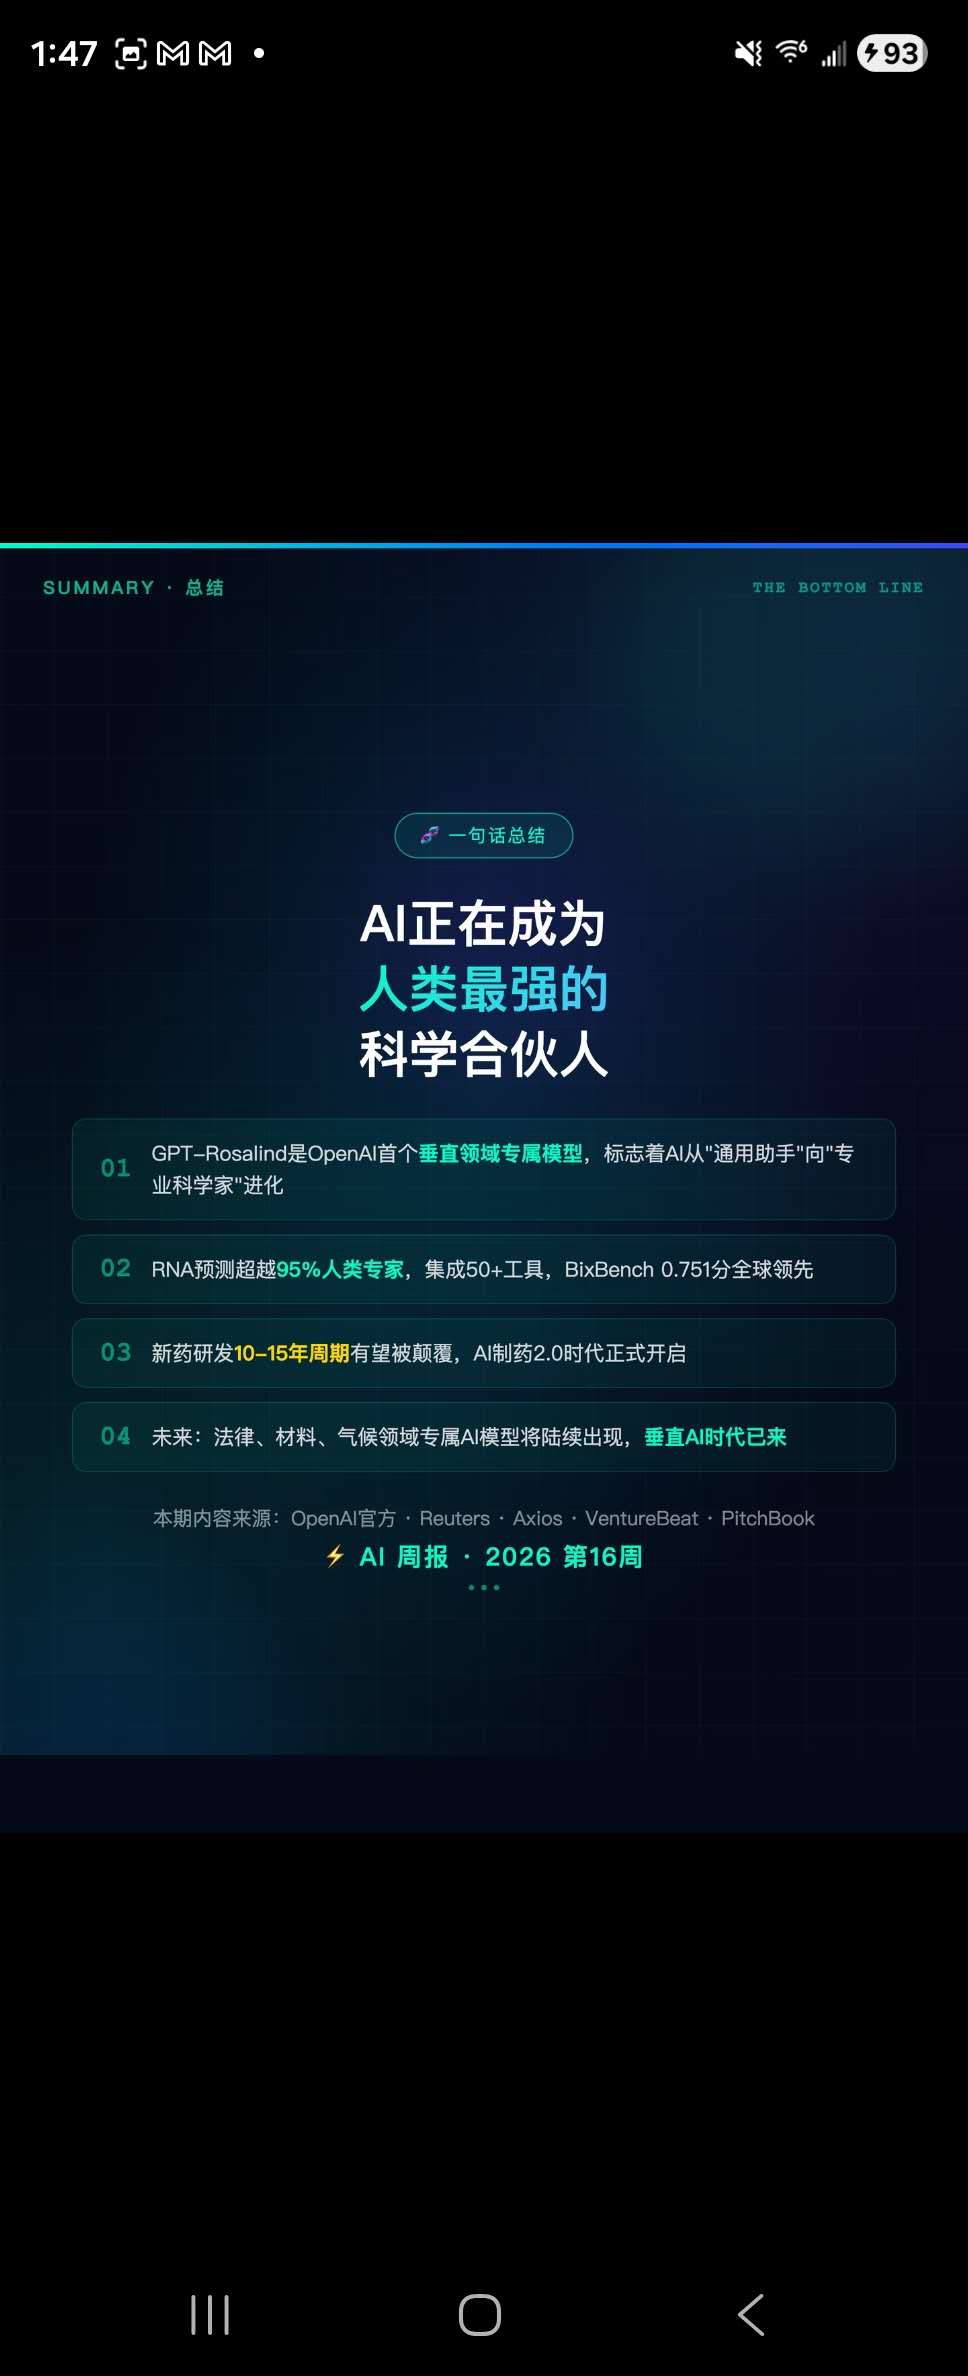 1:47
93
SUMMARY · 总结
THE BOTTOM LINE
一句话总结
AI正在成为
人类最强的
科学合伙人
01
GPT-Rosalind是OpenAI首个垂直领域专属模型，标志着AI从"通用助手"向"专
业科学家"进化
02
RNA预测超越95%人类专家，集成50+工具，BixBench 0.751分全球领先
03
新药研发10-15年周期有望被颠覆，AI制药2.0时代正式开启
04
未来：法律、材料、气候领域专属AI模型将陆续出现，垂直AI时代已来
本期内容来源：OpenAI官方 · Reuters · Axios · VentureBeat · PitchBook
⚡ AI 周报 · 2026 第16周